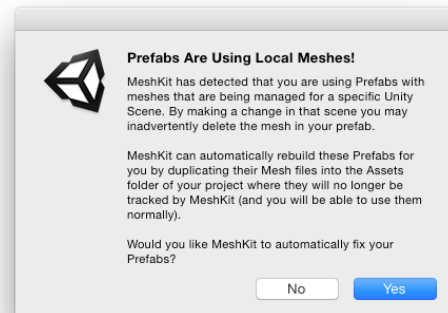 Prefabs Are Using Local Meshes!
MeshKit has detected that you are using Prefabs with
meshes that are being managed for a specific Unity
Scene. By making a change in that scene you may
inadvertently delete the mesh in your prefab.
MeshKit can automatically rebuild these Prefabs for
you by duplicating their Mesh files into the Assets
folder of your project where they will no longer be
tracked by MeshKit (and you will be able to use them
normally).
Would you like MeshKit to automatically fix your
Prefabs?
No
Yes